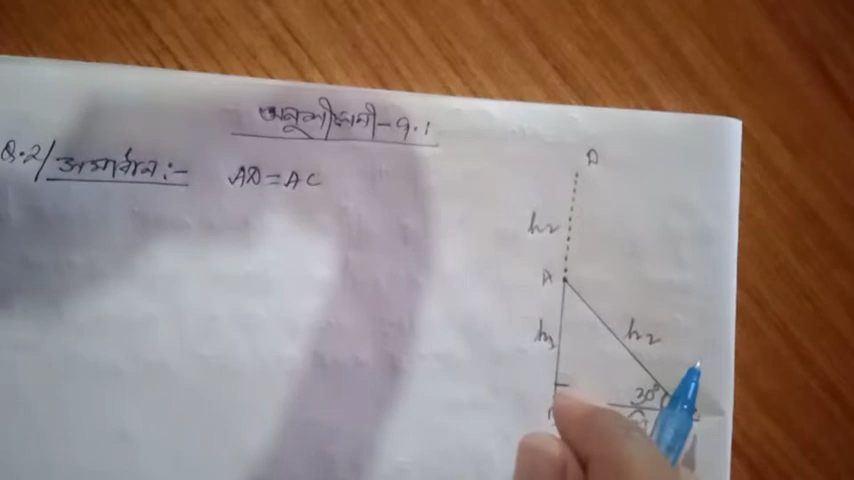 অনুশীলনী-9.1
Q.2/ সমাধান:- AD=AC
D
h₂
A
h₁ h₂
30°